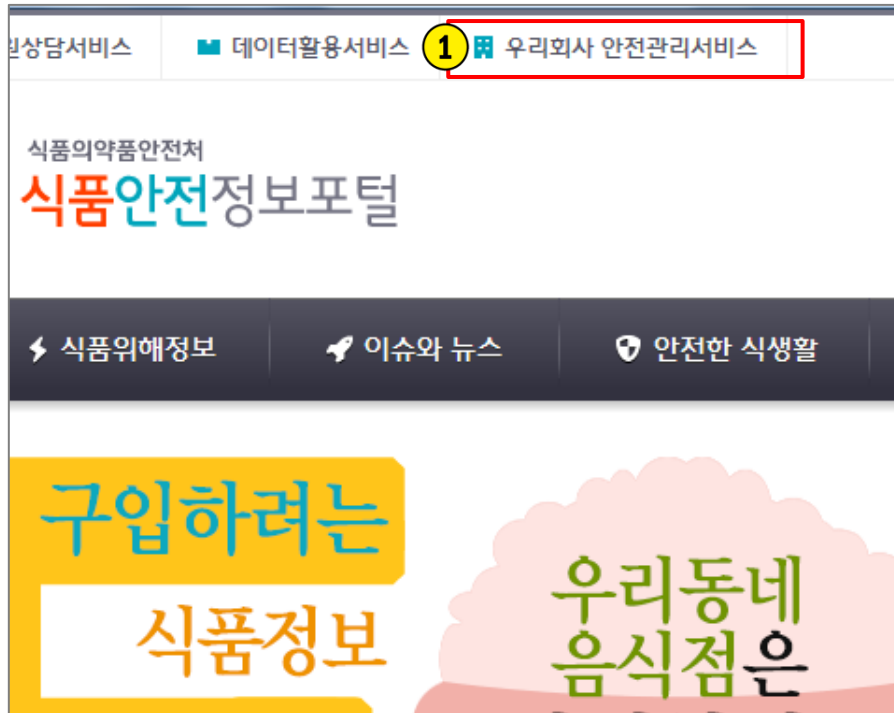 상담서비스 데이터활용서비스 1 우리회사 안전관리서비스
식품의약품안전처
식품안전정보포털
식품위해정보 이슈와 뉴스 안전한 식생활
구입하려는
식품정보
우리동네
음식점은